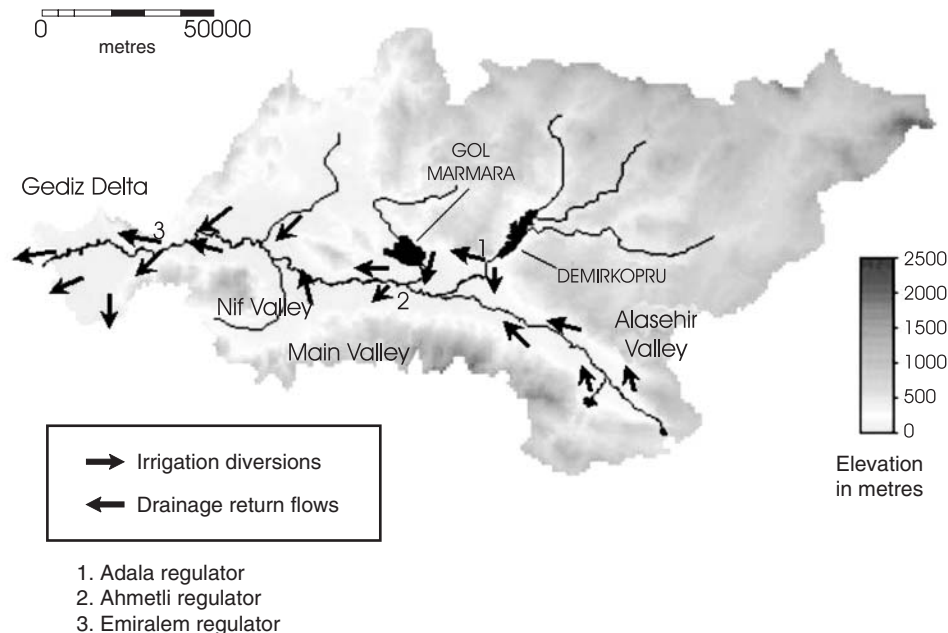 0 50000
metres
GOL
MARMARA
Gediz Delta
3
1
DEMIRKOPRU
2
Nif Valley
Main Valley
Alasehir
Valley
2500
2000
1500
1000
500
0
Elevation
in metres
Irrigation diversions
Drainage return flows
1. Adala regulator
2. Ahmetli regulator
3. Emiralem regulator